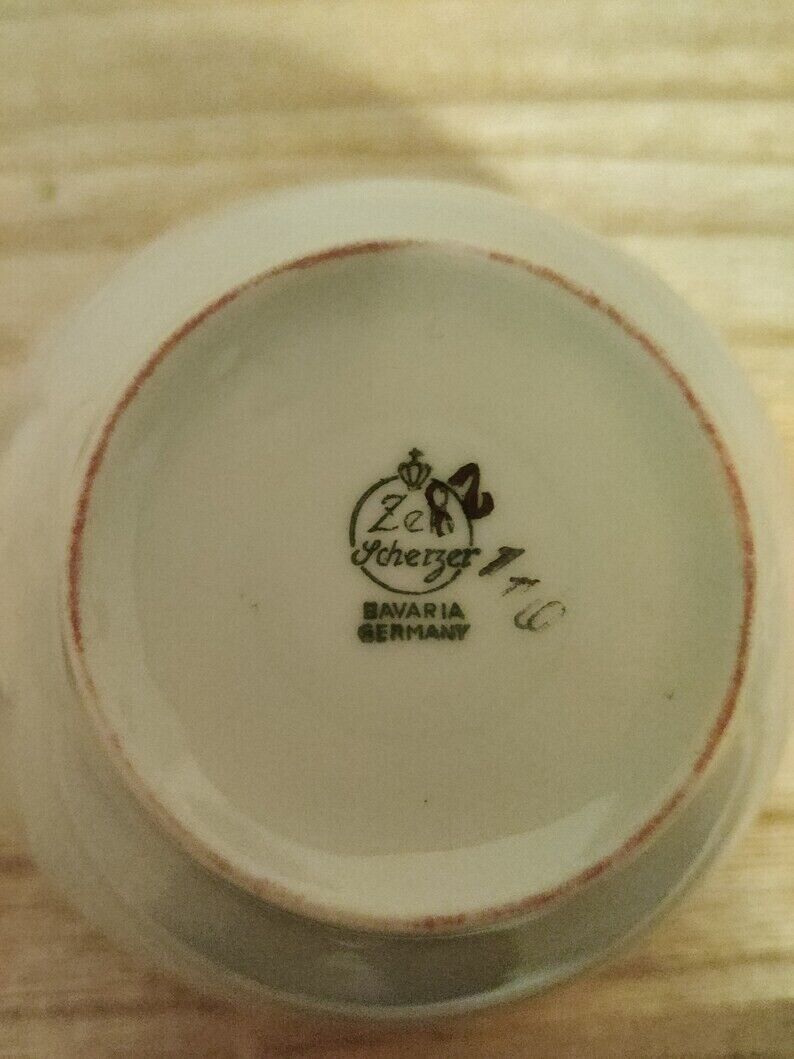 Zeh
Scherzer
BAVARIA
GERMANY